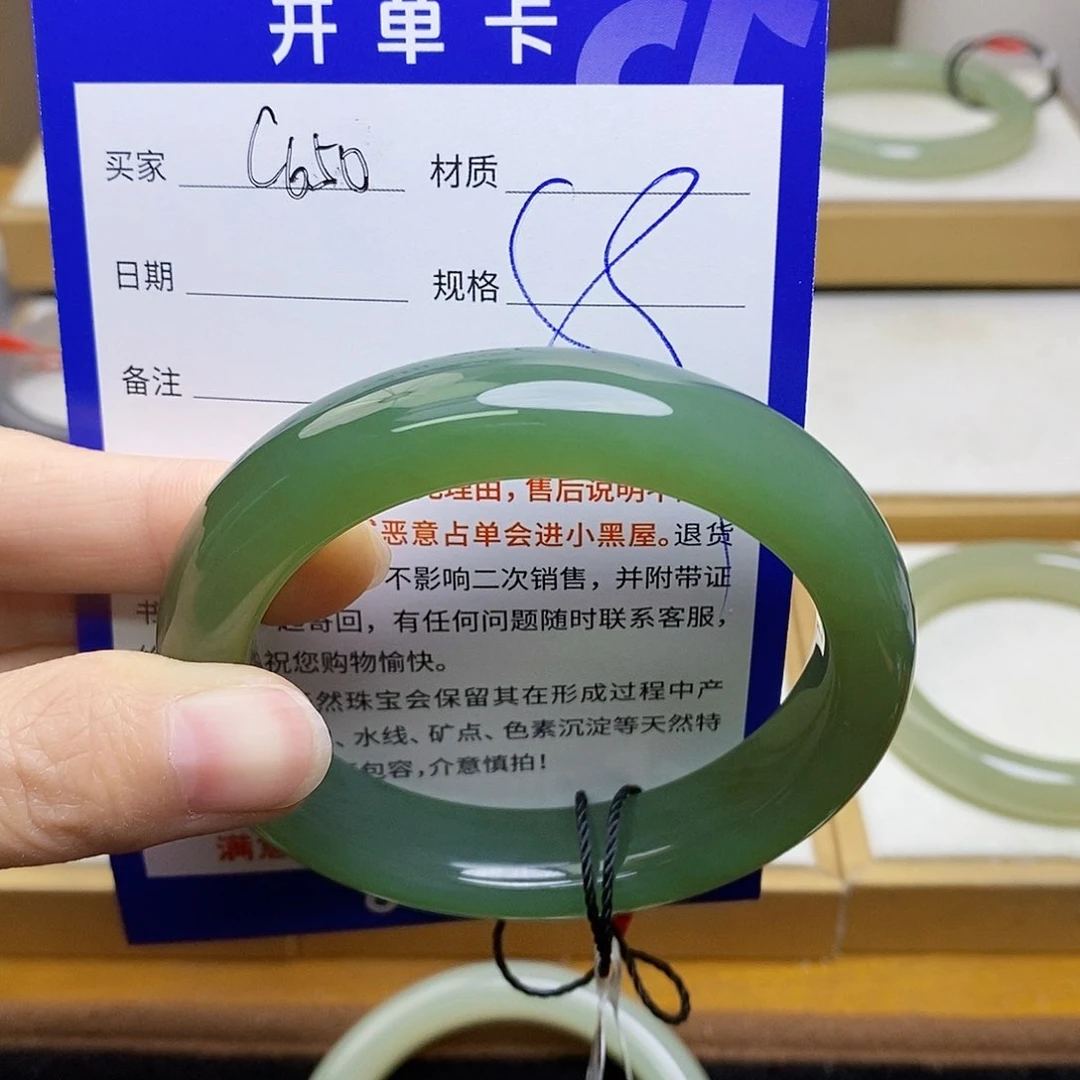 开单卡
买家 C650 材质
日期 规格
8
备注
理由，售后说明
恶意占单会进小黑屋。退货
不影响二次销售，并附带证
书 寄回，有任何问题随时联系客服，
祝您购物愉快。
然珠宝会保留其在形成过程中产
、水线、矿点、色素沉淀等天然特
包容，介意慎拍！
满意